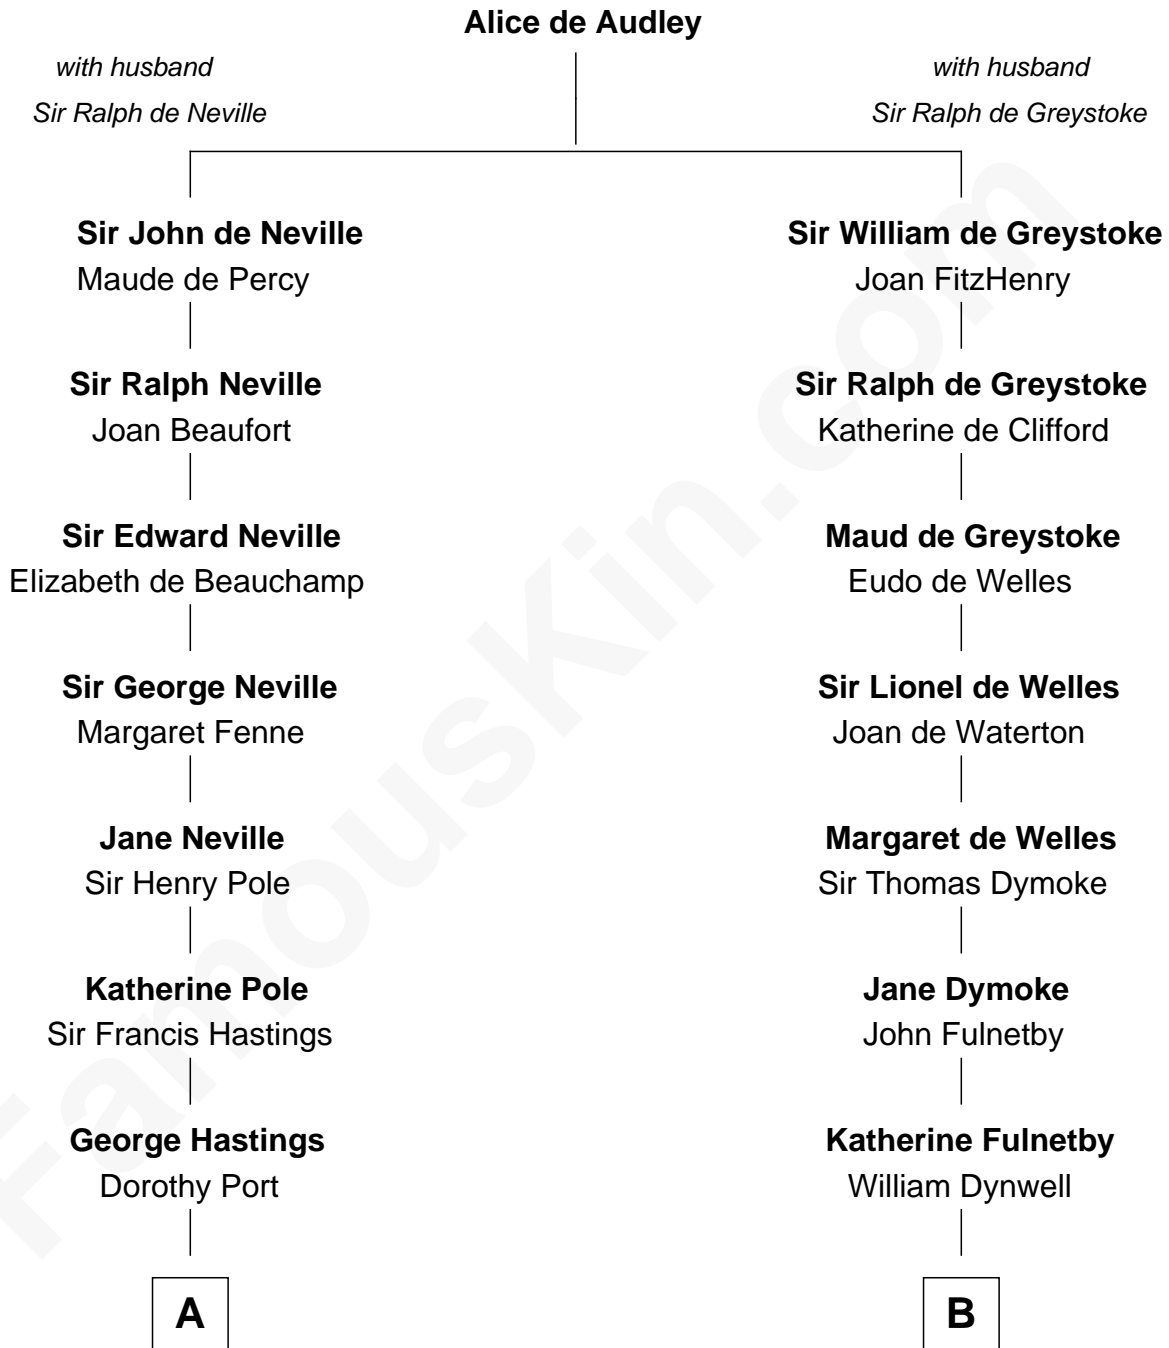 Alice de Audley
with husband
Sir Ralph de Neville
with husband
Sir Ralph de Greystoke
Sir John de Neville
Maude de Percy
Sir William de Greystoke
Joan FitzHenry
Sir Ralph Neville
Joan Beaufort
Sir Ralph de Greystoke
Katherine de Clifford
Sir Edward Neville
Elizabeth de Beauchamp
Maud de Greystoke
Eudo de Welles
Sir George Neville
Margaret Fenne
Sir Lionel de Welles
Joan de Waterton
Jane Neville
Sir Henry Pole
Margaret de Welles
Sir Thomas Dymoke
Katherine Pole
Sir Francis Hastings
Jane Dymoke
John Fulnetby
George Hastings
Dorothy Port
Katherine Fulnetby
William Dynwell
A
B
FamousKin.com